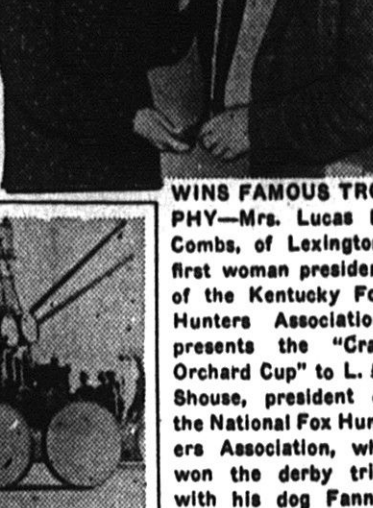 WINS FAMOUS TRO
PHY—Mrs. Lucas
Combs, of Lexingto
first woman presiden
of the Kentucky Fo
Hunters Associatio
presents the "Cra
Orchard Cup" to L.
Shouse, president
the National Fox Hun
ers Association, wh
won the derby tri
with his dog Fann